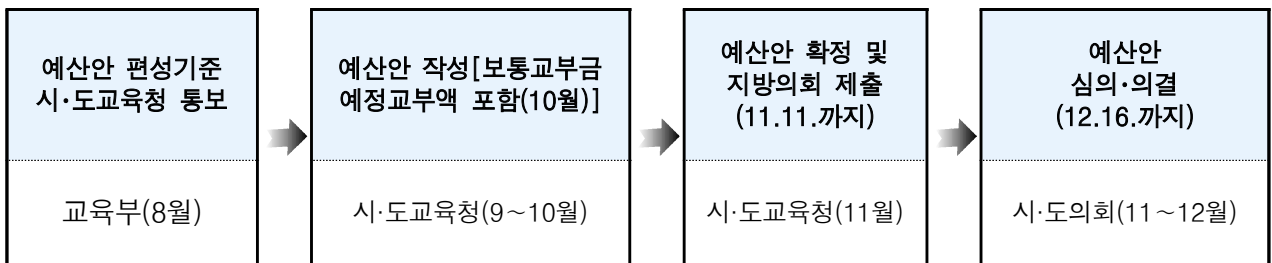 예산안 편성기준
시·도교육청 통보
교육부(8월)
예산안 작성[보통교부금
예정교부액 포함(10월)]
시·도교육청(9~10월)
예산안 확정 및
지방의회 제출
(11.11.까지)
시·도교육청(11월)
예산안
심의·의결
(12.16.까지)
시·도의회(11~12월)